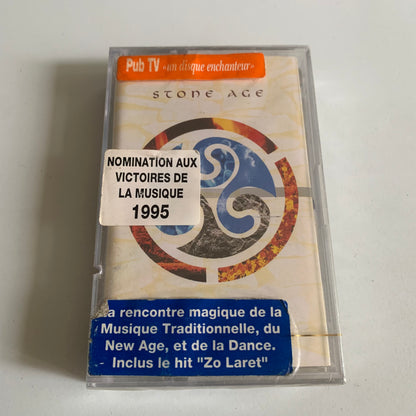 Pub TV «un disque enchanteur»
STONE AGE
NOMINATION AUX
VICTOIRES DE
LA MUSIQUE
1995
a rencontre magique de la
Musique Traditionnelle, du
New Age, et de la Dance.
Inclus le hit "Zo Laret"